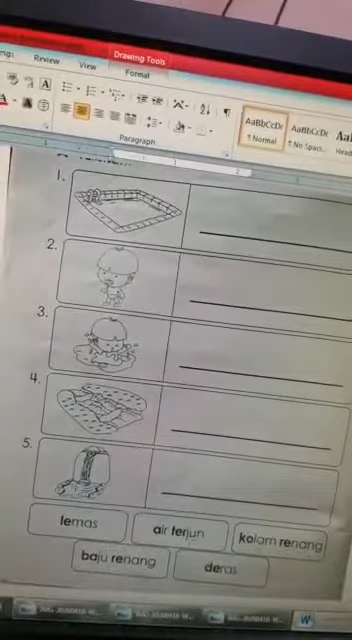 Drawing Tools
Review View Format
AaBbCcDc AaBbCcDc
¶ Normal ¶ No Spaci...
Paragraph
1.
2.
3.
4.
5.
lemas air terjun kolam renang
baju renang deras